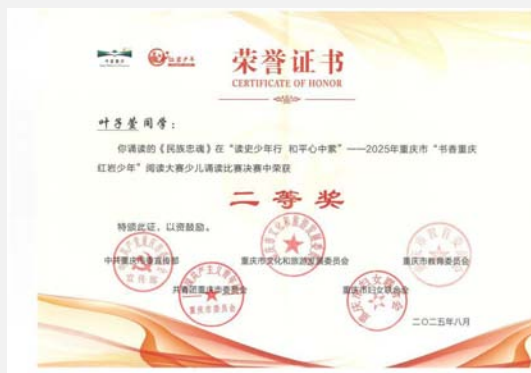 红岩少年
荣誉证书
CERTIFICATE OF HONOR
叶子萱同学：
你诵读的《民族忠魂》在“读史少年行 和平心中萦”——2025年重庆市“书香重庆
红岩少年”阅读大赛少儿诵读比赛决赛中荣获
二等奖
特颁此证，以资鼓励。
中共重庆市委宣传部 重庆市文化和旅游发展委员会 重庆市教育委员会
共青团重庆市委员会 重庆市妇女联合会
二〇二五年八月